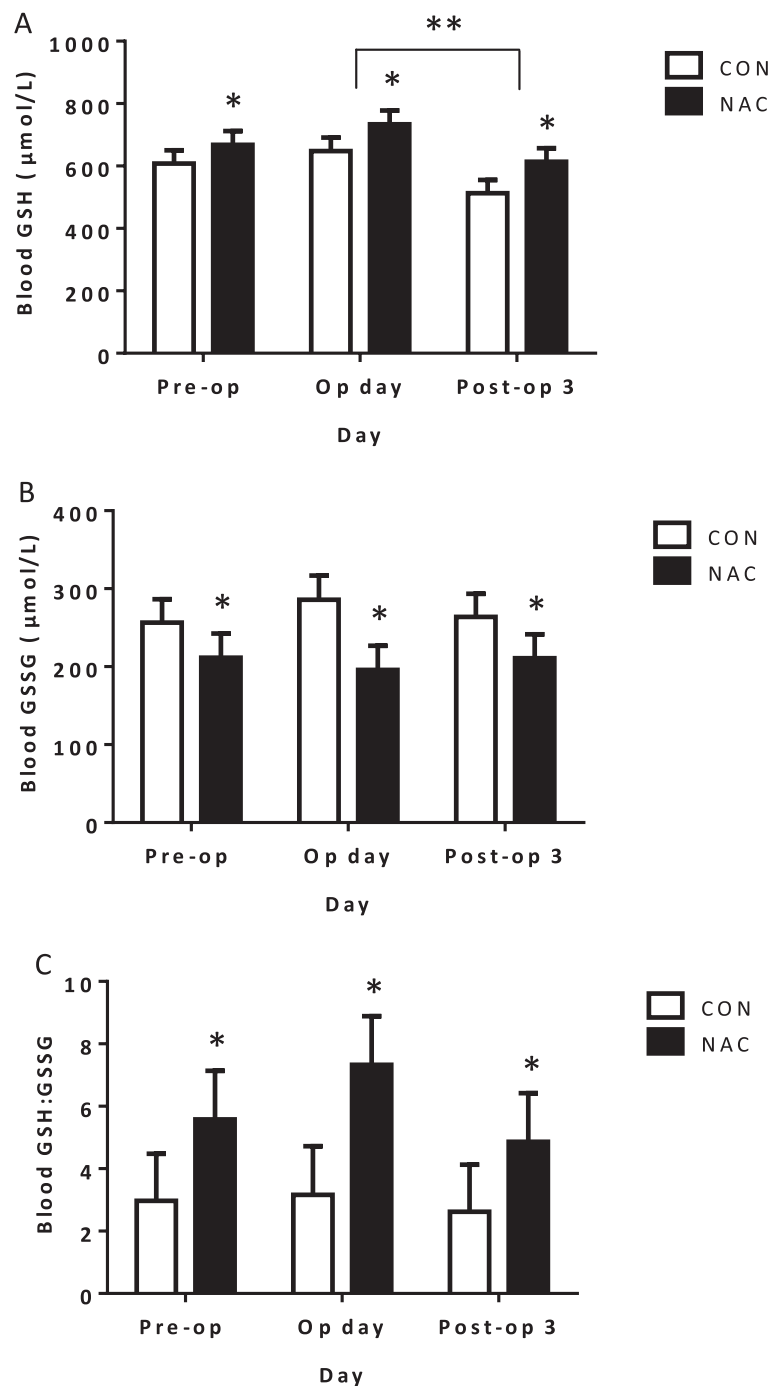 A
**
1000
800
600
400
200
0
Blood GSH ( µmol/L)
* * *
CON
NAC
Pre-op Op day Post-op 3
Day
B
400
300
200
100
0
Blood GSSG ( µmol/L)
* * *
CON
NAC
Pre-op Op day Post-op 3
Day
C
10
8
6
4
2
0
Blood GSH:GSSG
* * *
CON
NAC
Pre-op Op day Post-op 3
Day